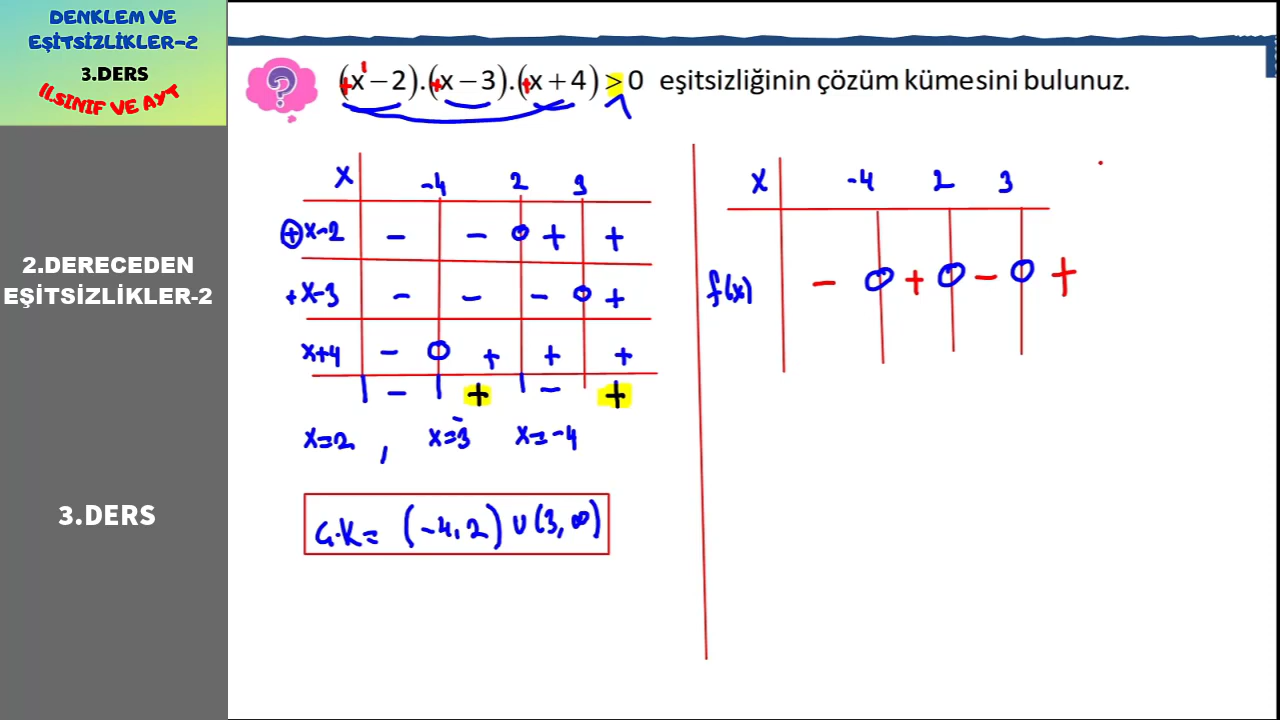 DENKLEM VE
EŞİTSİZLİKLER-2
3.DERS
11.SINIF VE AYT
2.DERECEDEN
EŞİTSİZLİKLER-2
3.DERS
(x-2).(x-3).(x+4) > 0 eşitsizliğinin çözüm kümesini bulunuz.
x -4 2 3
+x-2 - - 0 + +
+x-3 - - - 0 +
x+4 - 0 + + +
- + - +
x=2 , x=3 x=-4
Ç.K= (-4,2) ∪ (3,∞)
x -4 2 3
f(x) - 0 + 0 - 0 +